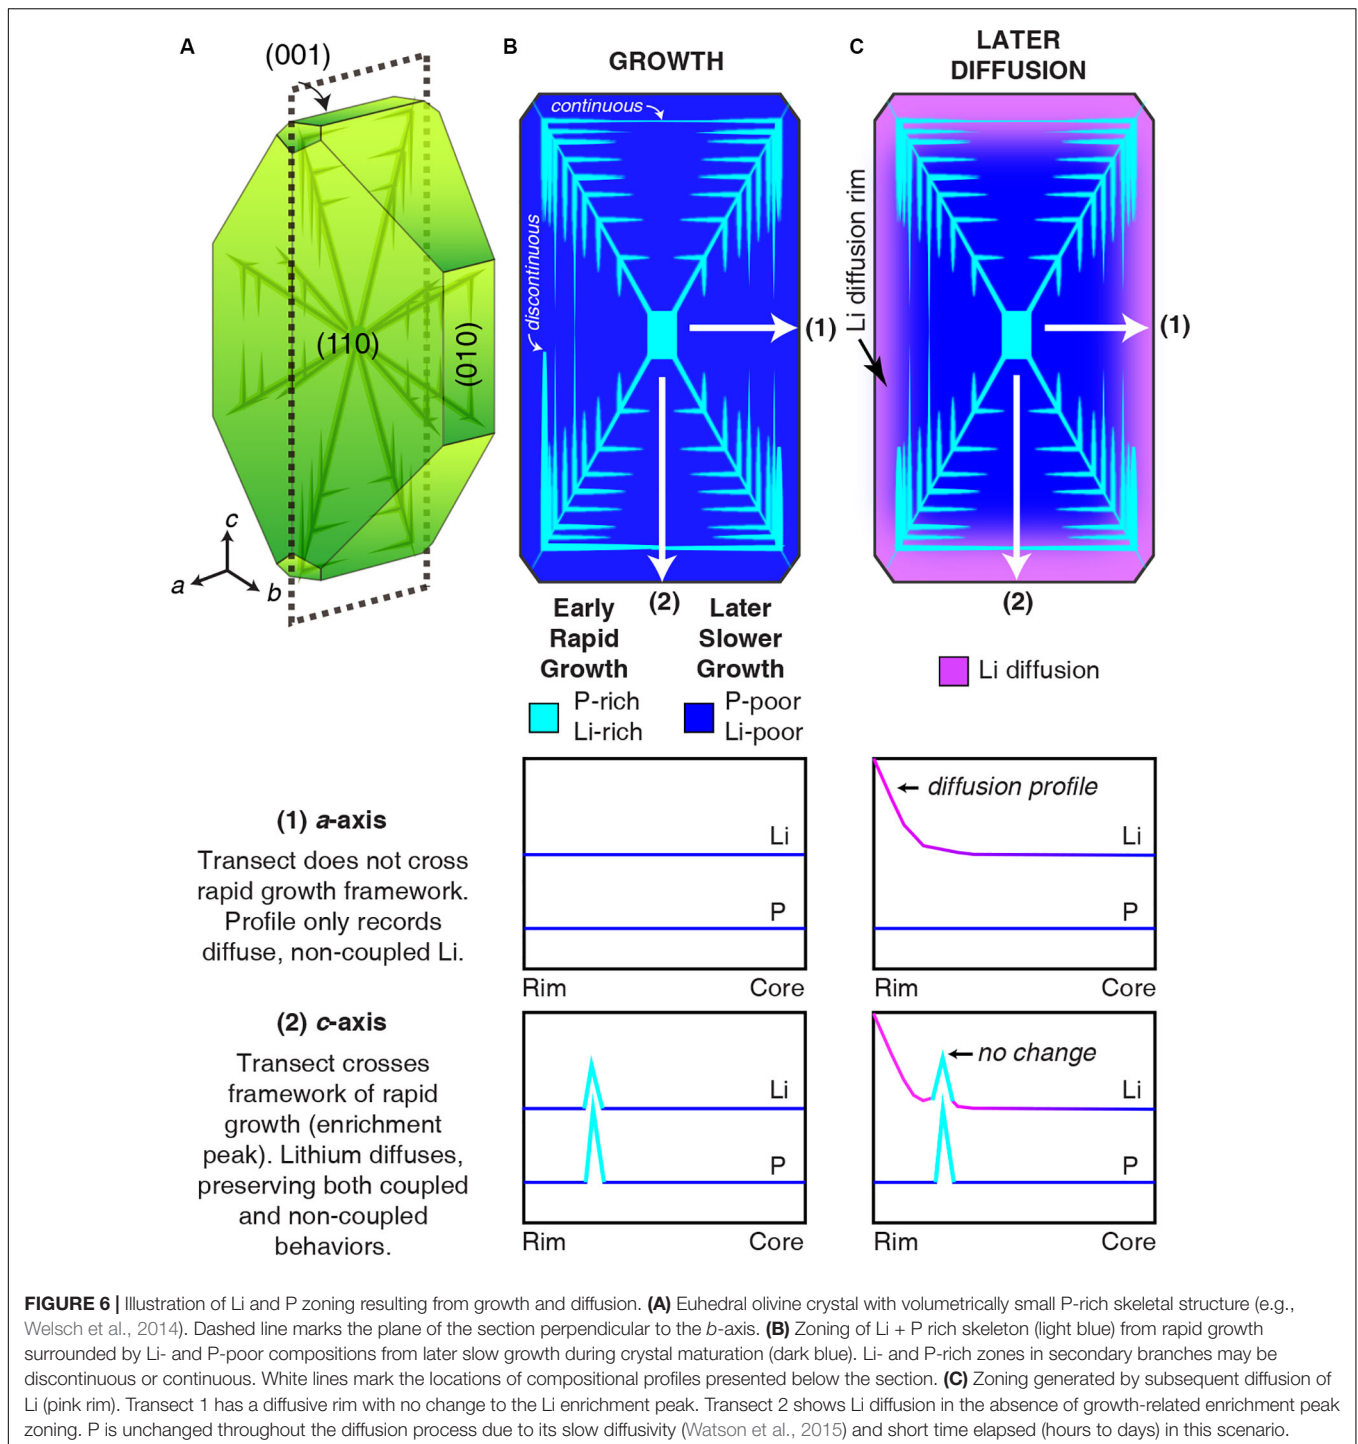 A
(001)
(110)
(010)
c
a
b
B
GROWTH
continuous
discontinuous
(1)
(2)
Early
Rapid
Growth
P-rich
Li-rich
Later
Slower
Growth
P-poor
Li-poor
C
LATER
DIFFUSION
Li diffusion rim
(1)
(2)
Li diffusion
(1) a-axis
Transect does not cross
rapid growth framework.
Profile only records
diffuse, non-coupled Li.
Li
P
Rim Core
diffusion profile
Li
P
Rim Core
(2) c-axis
Transect crosses
framework of rapid
growth (enrichment
peak). Lithium diffuses,
preserving both coupled
and non-coupled
behaviors.
Li
P
Rim Core
no change
Li
P
Rim Core
FIGURE 6 | Illustration of Li and P zoning resulting from growth and diffusion. (A) Euhedral olivine crystal with volumetrically small P-rich skeletal structure (e.g.,
Welsch et al., 2014). Dashed line marks the plane of the section perpendicular to the b-axis. (B) Zoning of Li + P rich skeleton (light blue) from rapid growth
surrounded by Li- and P-poor compositions from later slow growth during crystal maturation (dark blue). Li- and P-rich zones in secondary branches may be
discontinuous or continuous. White lines mark the locations of compositional profiles presented below the section. (C) Zoning generated by subsequent diffusion of
Li (pink rim). Transect 1 has a diffusive rim with no change to the Li enrichment peak. Transect 2 shows Li diffusion in the absence of growth-related enrichment peak
zoning. P is unchanged throughout the diffusion process due to its slow diffusivity (Watson et al., 2015) and short time elapsed (hours to days) in this scenario.